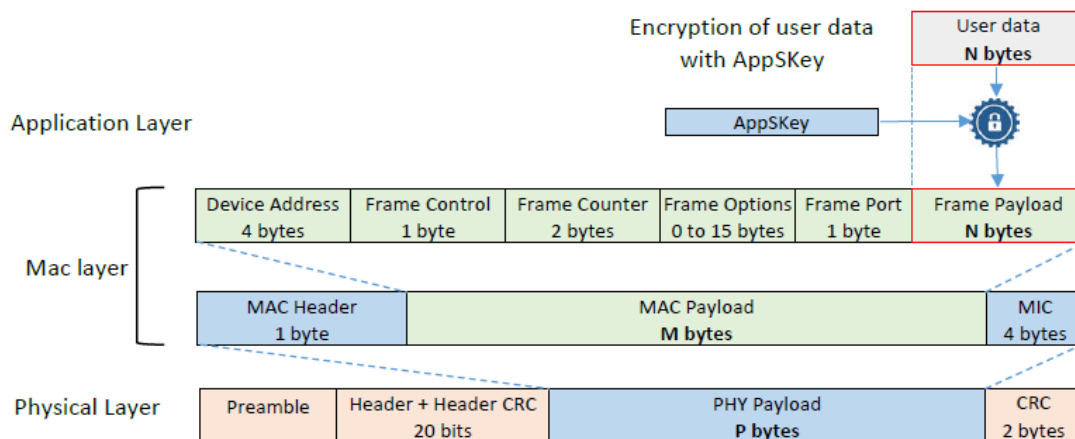 Encryption of user data
with AppSKey
User data
N bytes
Application Layer
AppSKey
Mac layer
Device Address
4 bytes
Frame Control
1 byte
Frame Counter
2 bytes
Frame Options
0 to 15 bytes
Frame Port
1 byte
Frame Payload
N bytes
MAC Header
1 byte
MAC Payload
M bytes
MIC
4 bytes
Physical Layer
Preamble
Header + Header CRC
20 bits
PHY Payload
P bytes
CRC
2 bytes